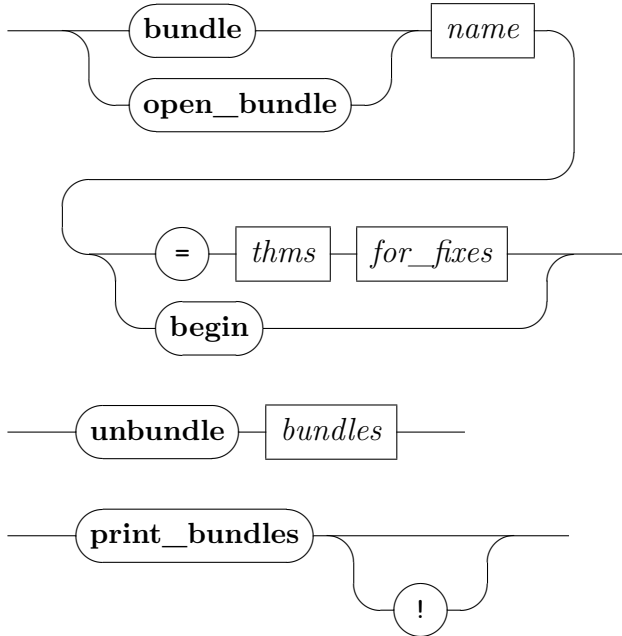 bundle name
open_bundle
= thms for_fixes
begin
unbundle bundles
print_bundles
!